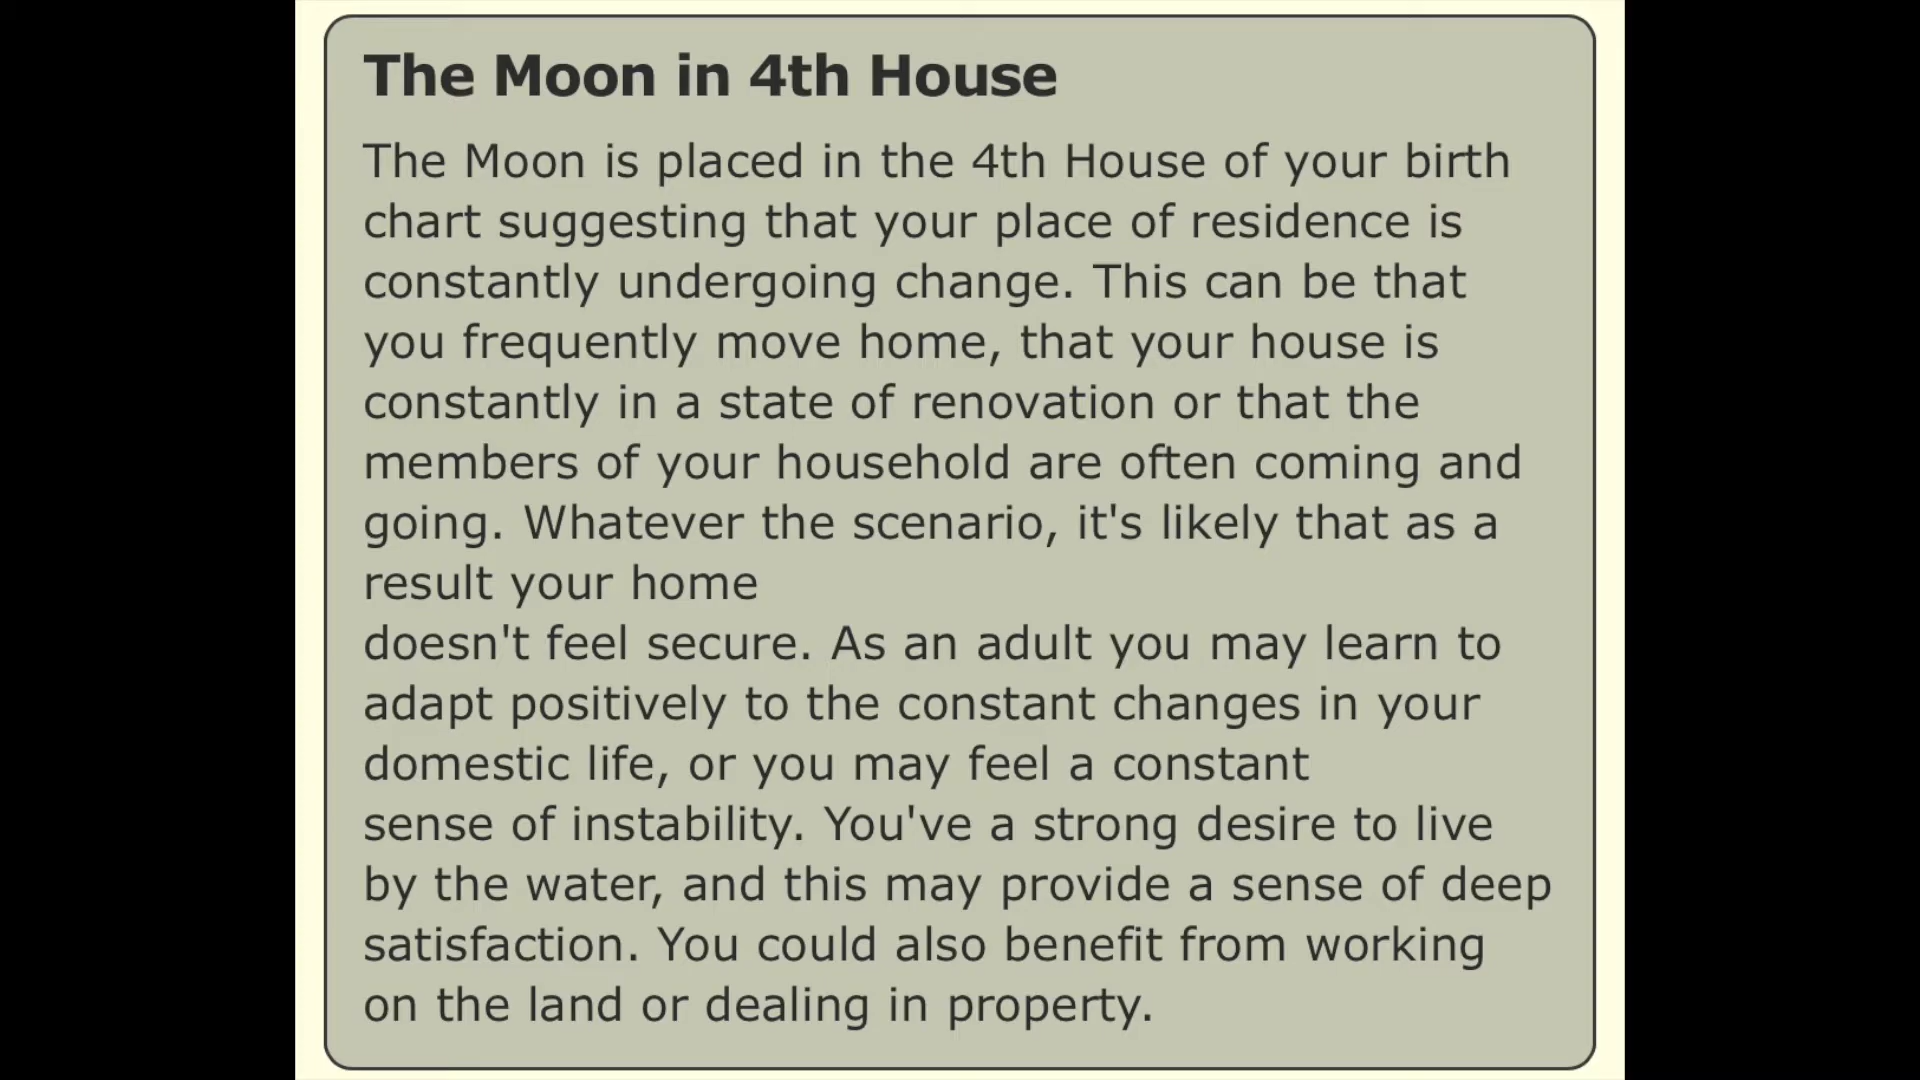 The Moon in 4th House
The Moon is placed in the 4th House of your birth
chart suggesting that your place of residence is
constantly undergoing change. This can be that
you frequently move home, that your house is
constantly in a state of renovation or that the
members of your household are often coming and
going. Whatever the scenario, it's likely that as a
result your home
doesn't feel secure. As an adult you may learn to
adapt positively to the constant changes in your
domestic life, or you may feel a constant
sense of instability. You've a strong desire to live
by the water, and this may provide a sense of deep
satisfaction. You could also benefit from working
on the land or dealing in property.